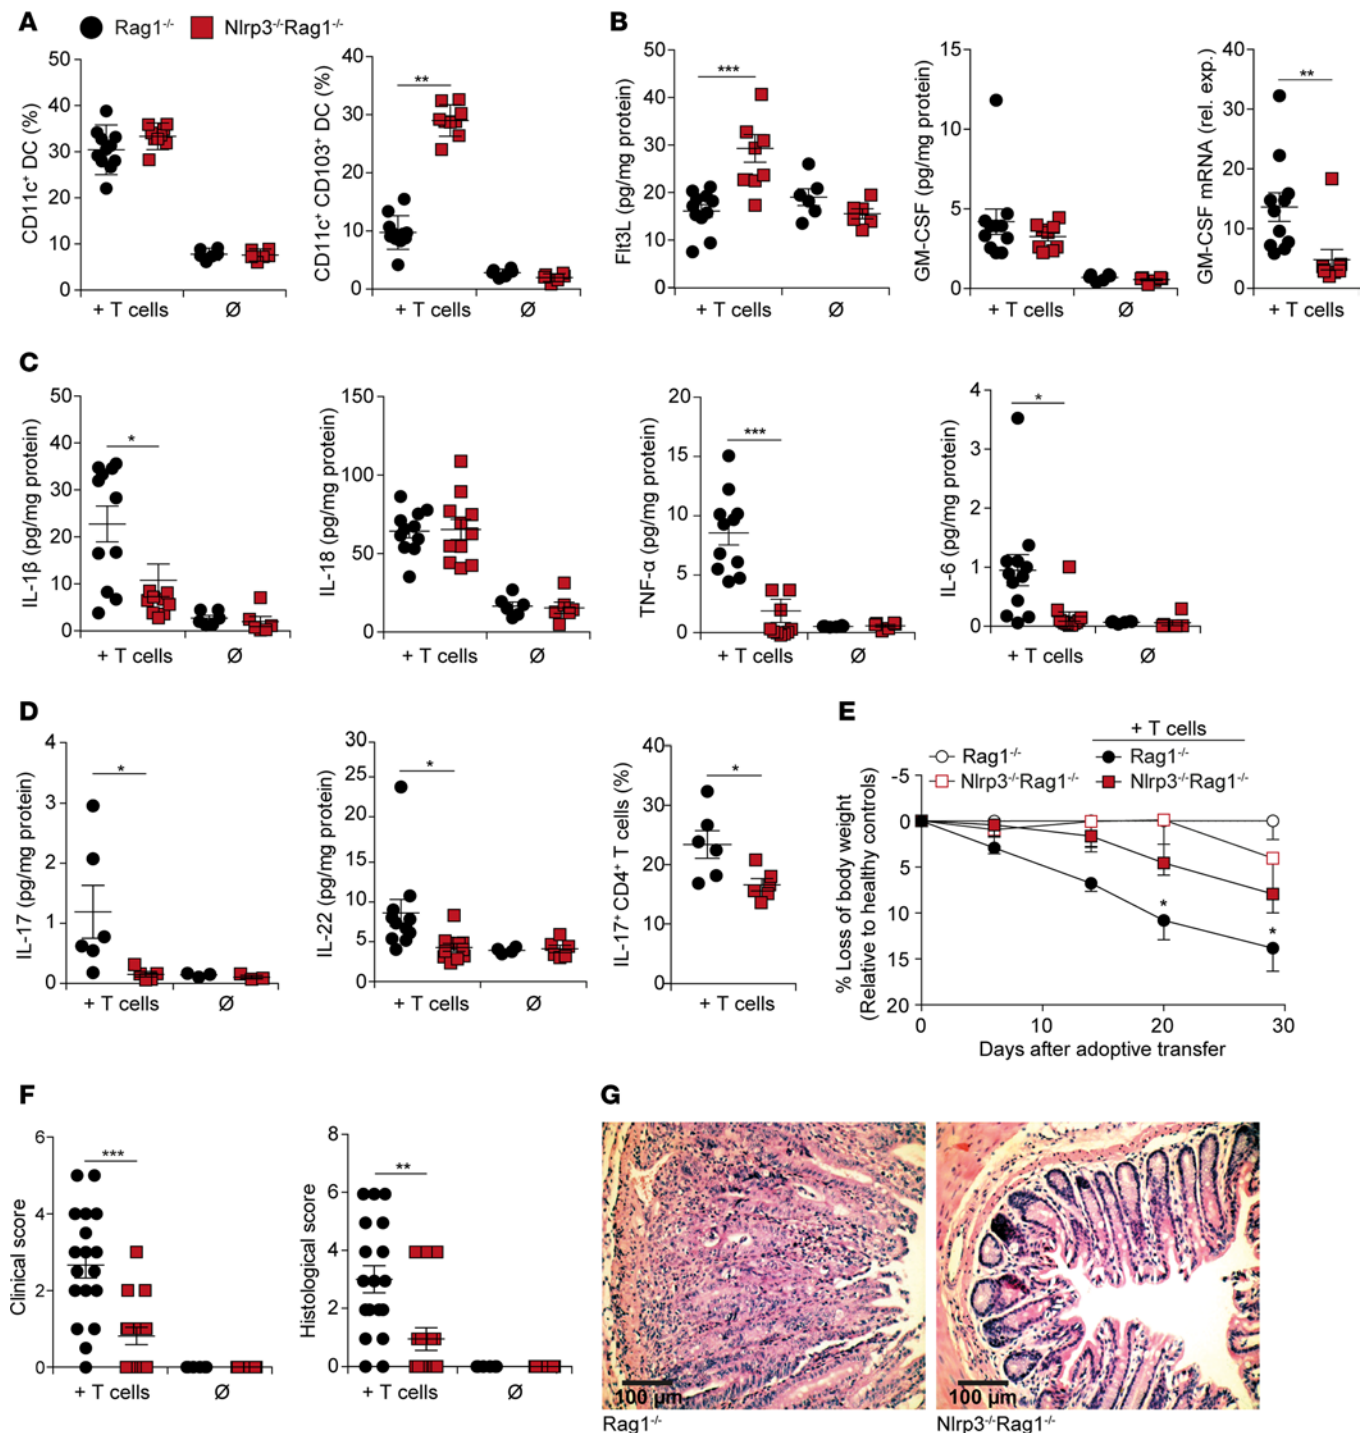 A
Rag1-/- Nlrp3-/-Rag1-/-
CD11c+ DC (%)
50
40
30
20
10
0
+ T cells Ø
CD11c+ CD103+ DC (%)
40
30
20
10
0
**
+ T cells Ø
B
Flt3L (pg/mg protein)
50
40
30
20
10
0
***
+ T cells Ø
GM-CSF (pg/mg protein)
15
10
5
0
+ T cells Ø
GM-CSF mRNA (rel. exp.)
40
30
20
10
0
**
+ T cells
C
IL-1β (pg/mg protein)
50
40
30
20
10
0
*
+ T cells Ø
IL-18 (pg/mg protein)
150
100
50
0
+ T cells Ø
TNF-α (pg/mg protein)
20
15
10
5
0
***
+ T cells Ø
IL-6 (pg/mg protein)
4
3
2
1
0
*
+ T cells Ø
D
IL-17 (pg/mg protein)
4
3
2
1
0
*
+ T cells Ø
IL-22 (pg/mg protein)
30
25
20
15
10
5
0
*
+ T cells Ø
IL-17+ CD4+ T cells (%)
40
30
20
10
0
*
+ T cells
E
+ T cells
Rag1-/- Rag1-/-
Nlrp3-/-Rag1-/- Nlrp3-/-Rag1-/-
% Loss of body weight
(Relative to healthy controls)
-5
0
5
10
15
20
*
*
0 10 20 30
Days after adoptive transfer
F
Clinical score
6
4
2
0
***
+ T cells Ø
Histological score
8
6
4
2
0
**
+ T cells Ø
G
100 µm
Rag1-/-
100 µm
Nlrp3-/-Rag1-/-